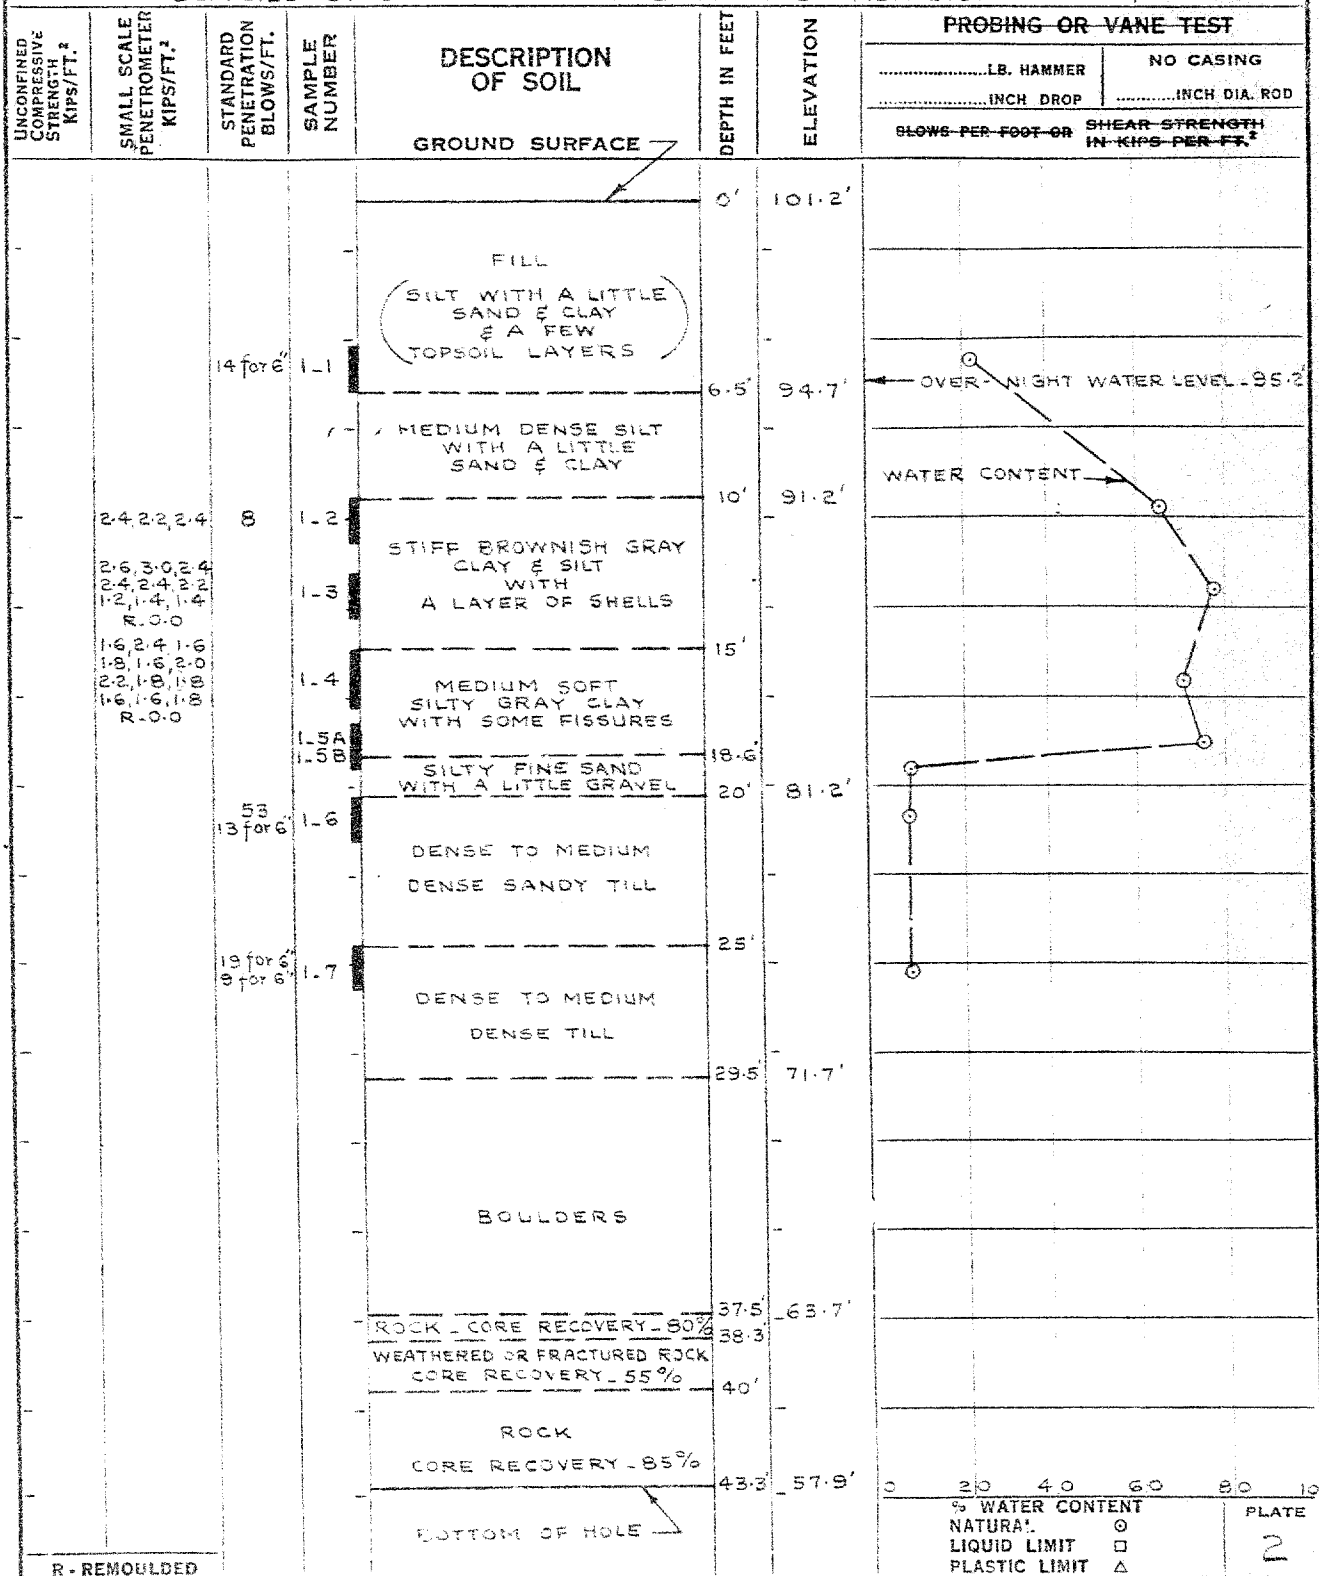 UNCONFINED
COMPRESSIVE
STRENGTH
KIPS/FT.²
SMALL SCALE
PENETROMETER
KIPS/FT.²
STANDARD
PENETRATION
BLOWS/FT.
SAMPLE
NUMBER
DESCRIPTION
OF SOIL
GROUND SURFACE
DEPTH IN FEET
ELEVATION
PROBING OR VANE TEST
..................LB. HAMMER
..................INCH DROP
NO CASING
..........INCH DIA. ROD
BLOWS PER FOOT OR SHEAR STRENGTH
IN KIPS PER FT.²
0' 101.2'
FILL
(SILT WITH A LITTLE
SAND & CLAY
& A FEW
TOPSOIL LAYERS)
14 for 6" 1-1
6.5' 94.7'
OVER-NIGHT WATER LEVEL-95.2'
MEDIUM DENSE SILT
WITH A LITTLE
SAND & CLAY
WATER CONTENT
10' 91.2'
2.4, 2.2, 2.4 8 1-2
STIFF BROWNISH GRAY
CLAY & SILT
WITH
A LAYER OF SHELLS
2.6, 3.0, 2.4
2.4, 2.4, 2.2
1.2, 1.4, 1.4
R-0.0
1-3
15'
1.6, 2.4 1.6
1.8, 1.6, 2.0
2.2, 1.8, 1.8
1.6, 1.6, 1.8
R-0.0
1-4
MEDIUM SOFT
SILTY GRAY CLAY
WITH SOME FISSURES
1-5A
1-5B
18.6'
SILTY FINE SAND
WITH A LITTLE GRAVEL
20' 81.2'
53
13 for 6" 1-6
DENSE TO MEDIUM
DENSE SANDY TILL
25'
19 for 6"
9 for 6" 1-7
DENSE TO MEDIUM
DENSE TILL
29.5' 71.7'
BOULDERS
37.5' 63.7'
ROCK - CORE RECOVERY - 80%
38.3'
WEATHERED OR FRACTURED ROCK
CORE RECOVERY - 55%
40'
ROCK
CORE RECOVERY - 85%
43.3' 57.9'
BOTTOM OF HOLE
0 20 40 60 80 10
% WATER CONTENT
NATURAL
LIQUID LIMIT
PLASTIC LIMIT
PLATE
2
R - REMOULDED